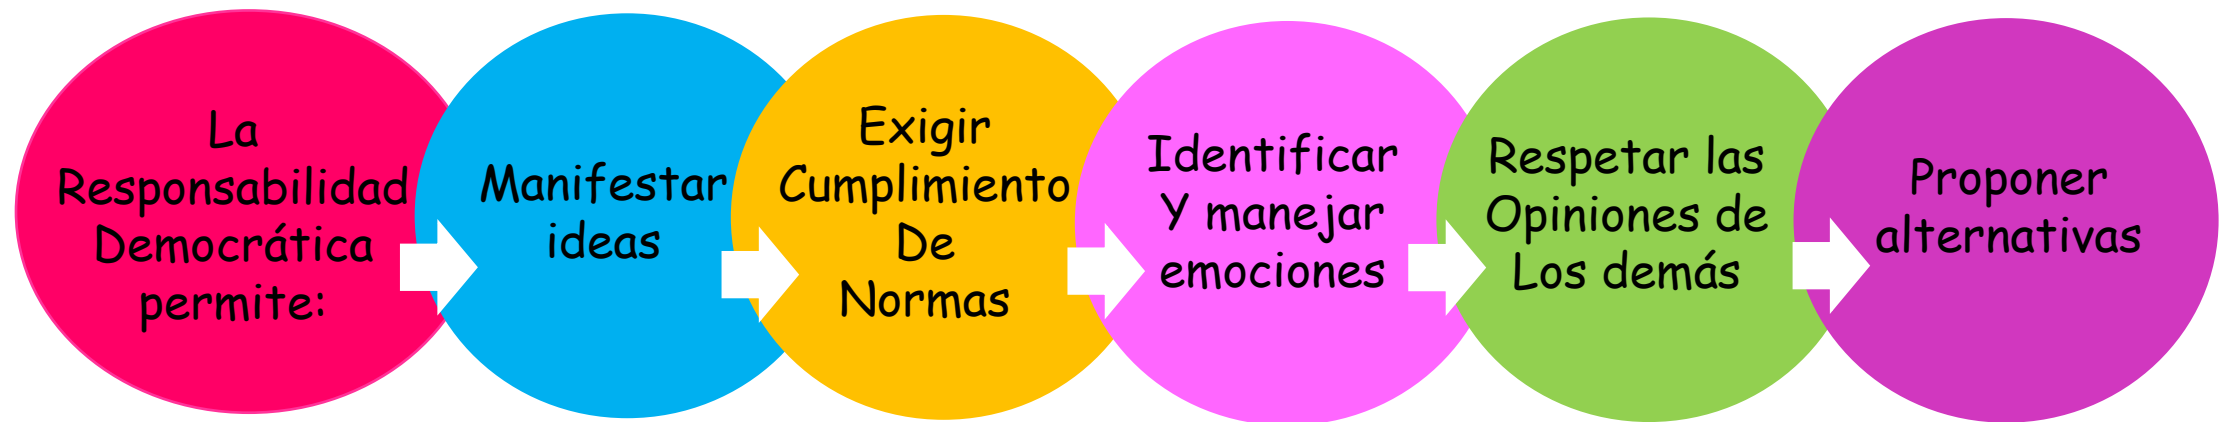 La
Responsabilidad
Democrática
permite:
Manifestar
ideas
Exigir
Cumplimiento
De
Normas
Identificar
Y manejar
emociones
Respetar las
Opiniones de
Los demás
Proponer
alternativas